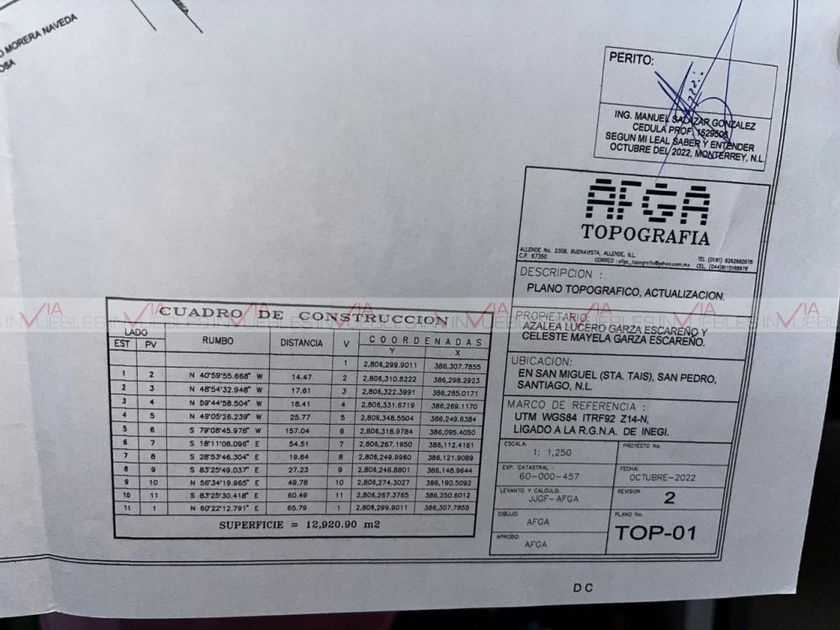 O MORERA NAVEDA
OSA
PERITO:
ING. MANUEL SALAZAR GONZALEZ
CEDULA PROF. 1529508
SEGUN MI LEAL SABER Y ENTENDER
OCTUBRE DEL 2022, MONTERREY, N.L.
AFGA
TOPOGRAFIA
ALLENDE No. 2308, BUENAVISTA, ALLENDE, N.L.
C.P. 67350
DESCRIPCION :
PLANO TOPOGRAFICO, ACTUALIZACION.
PROPIETARIO:
AZALEA LUCERO GARZA ESCAREÑO Y
CELESTE MAYELA GARZA ESCAREÑO.
UBICACION:
EN SAN MIGUEL (STA. TAIS), SAN PEDRO,
SANTIAGO, N.L.
MARCO DE REFERENCIA :
UTM WGS84 ITRF92 Z14-N.
LIGADO A LA R.G.N.A. DE INEGI.
ESCALA: PROYECTO No.
1: 1,250
EXP. CATASTRAL: FECHA:
60-000-457 OCTUBRE-2022
LEVANTO Y CALCULO: REVISION
JJGF-AFGA 2
DIBUJO: PLANO No.
AFGA TOP-01
APROBO:
AFGA
CUADRO DE CONSTRUCCION
LADO RUMBO DISTANCIA V COORDENADAS
EST PV Y X
1 2,806,299.9011 386,307.7855
1 2 N 40°59'55.668" W 14.47 2 2,806,310.8222 386,298.2923
2 3 N 48°54'32.948" W 17.61 3 2,806,322.3991 386,285.0171
3 4 N 59°44'58.504" W 18.41 4 2,806,331.6719 386,269.1170
4 5 N 49°05'26.239" W 25.77 5 2,806,348.5504 386,249.6384
5 6 S 79°08'45.978" W 157.04 6 2,806,318.9784 386,095.4050
6 7 S 18°11'06.096" E 54.51 7 2,806,267.1950 386,112.4161
7 8 S 28°53'46.304" E 19.64 8 2,806,249.9960 386,121.9089
8 9 S 83°25'49.037" E 27.23 9 2,806,246.8801 386,148.9644
9 10 N 56°34'19.965" E 49.78 10 2,806,274.3027 386,190.5092
10 11 S 83°25'30.418" E 60.49 11 2,806,267.3765 386,250.6012
11 1 N 60°22'12.791" E 65.79 1 2,806,299.9011 386,307.7855
SUPERFICIE = 12,920.90 m2
D C